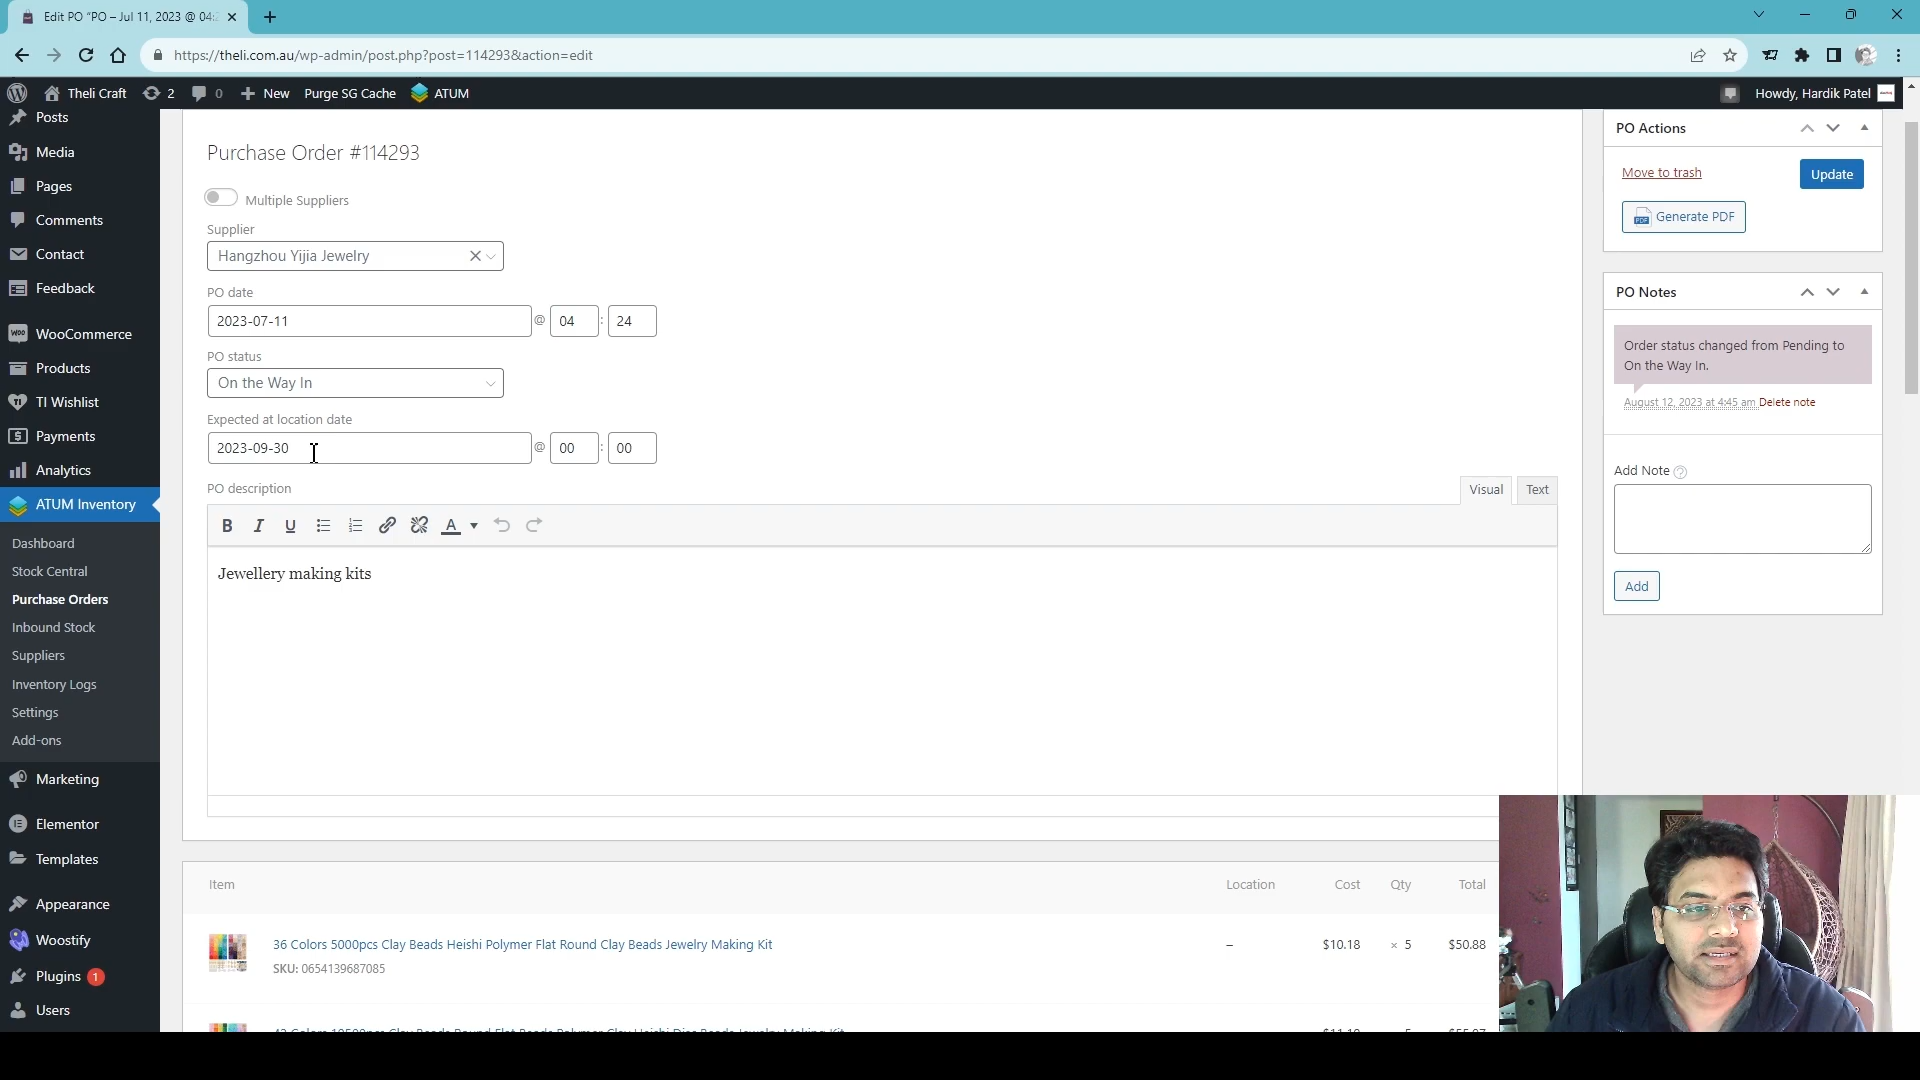 Edit PO "PO – Jul 11, 2023 @ 04:2
https://theli.com.au/wp-admin/post.php?post=114293&action=edit
Theli Craft
2
0
New
Purge SG Cache
ATUM
Howdy, Hardik Patel
Posts
Media
Pages
Comments
Contact
Feedback
WooCommerce
Products
TI Wishlist
Payments
Analytics
ATUM Inventory
Dashboard
Stock Central
Purchase Orders
Inbound Stock
Suppliers
Inventory Logs
Settings
Add-ons
Marketing
Elementor
Templates
Appearance
Woostify
Plugins 1
Users
Purchase Order #114293
Multiple Suppliers
Supplier
Hangzhou Yijia Jewelry
PO date
2023-07-11 @ 04 : 24
PO status
On the Way In
Expected at location date
2023-09-30 @ 00 : 00
PO description
Visual Text
B I U A
Jewellery making kits
Item Location Cost Qty Total
36 Colors 5000pcs Clay Beads Heishi Polymer Flat Round Clay Beads Jewelry Making Kit – $10.18 × 5 $50.88
SKU: 0654139687085
PO Actions
Move to trash
Update
PDF Generate PDF
PO Notes
Order status changed from Pending to
On the Way In.
August 12, 2023 at 4:45 am Delete note
Add Note ?
Add